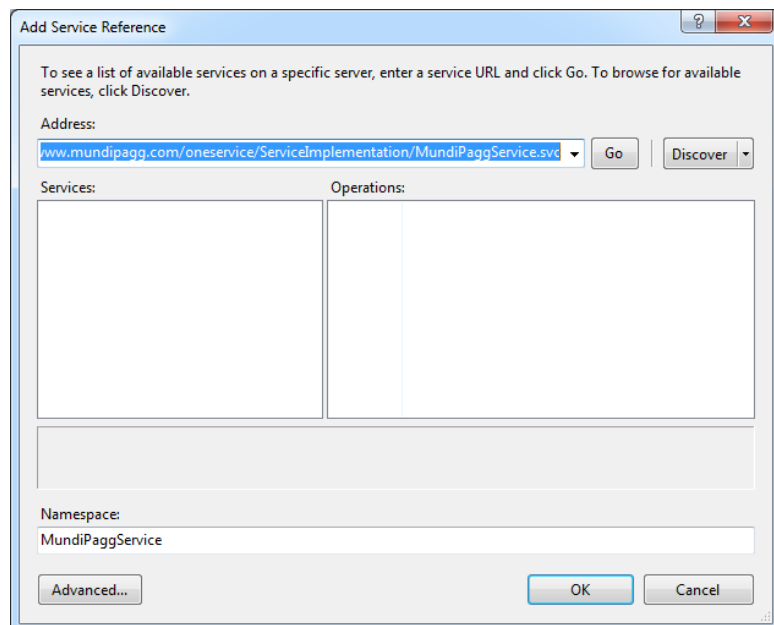 Add Service Reference
To see a list of available services on a specific server, enter a service URL and click Go. To browse for available
services, click Discover.
Address:
www.mundipagg.com/oneservice/ServiceImplementation/MundiPaggService.svc
Go
Discover
Services:
Operations:
Namespace:
MundiPaggService
Advanced...
OK
Cancel